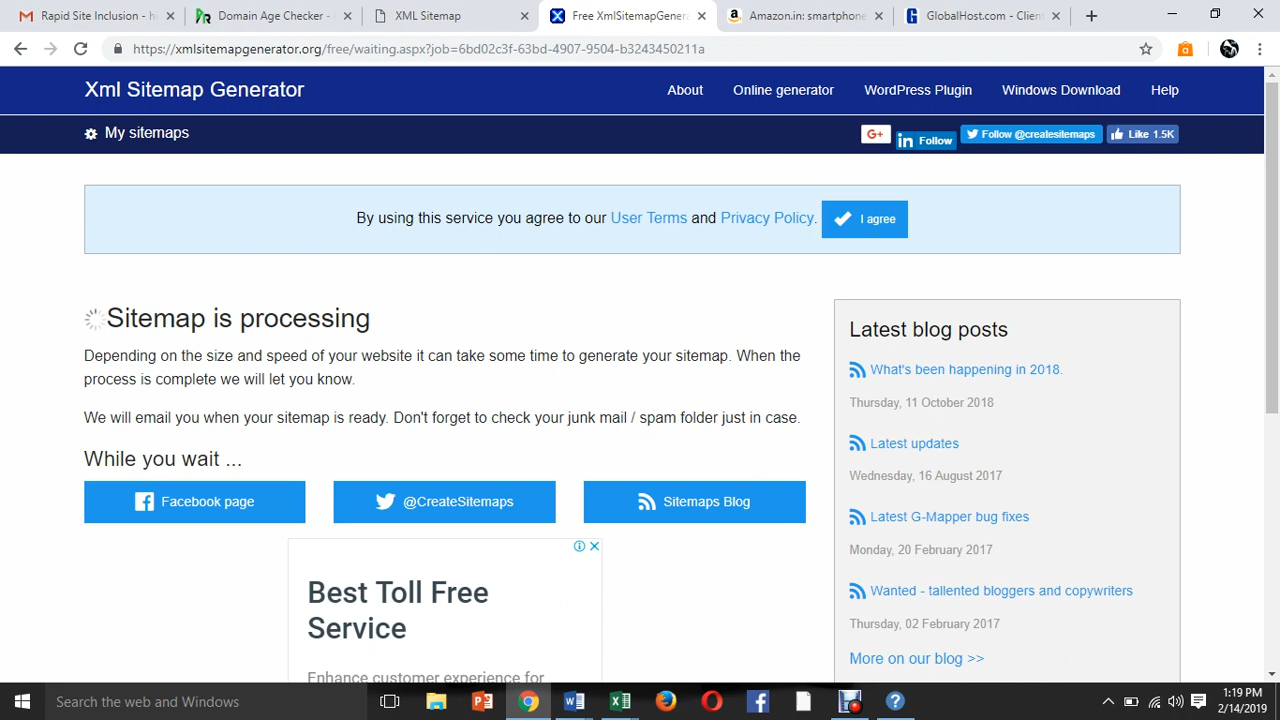 Rapid Site Inclusion - hi
Domain Age Checker -
XML Sitemap
Free XmlSitemapGenera
Amazon.in: smartphone
GlobalHost.com - Clien
https://xmlsitemapgenerator.org/free/waiting.aspx?job=6bd02c3f-63bd-4907-9504-b3243450211a
Xml Sitemap Generator
About
Online generator
WordPress Plugin
Windows Download
Help
My sitemaps
G+
in Follow
Follow @createsitemaps
Like 1.5K
By using this service you agree to our User Terms and Privacy Policy.
I agree
Sitemap is processing
Depending on the size and speed of your website it can take some time to generate your sitemap. When the
process is complete we will let you know.
We will email you when your sitemap is ready. Don't forget to check your junk mail / spam folder just in case.
While you wait ...
Facebook page
@CreateSitemaps
Sitemaps Blog
Best Toll Free
Service
Enhance customer experience for
Latest blog posts
What's been happening in 2018.
Thursday, 11 October 2018
Latest updates
Wednesday, 16 August 2017
Latest G-Mapper bug fixes
Monday, 20 February 2017
Wanted - tallented bloggers and copywriters
Thursday, 02 February 2017
More on our blog >>
Search the web and Windows
1:19 PM
2/14/2019